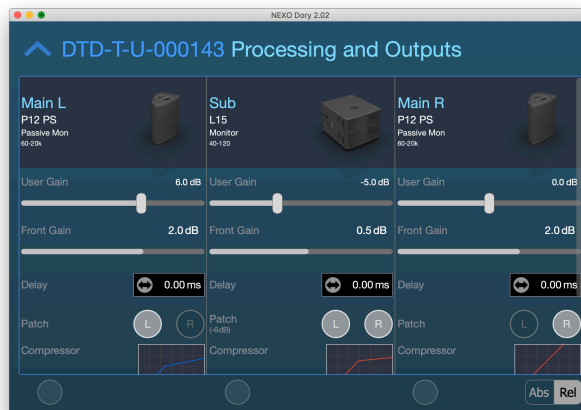 NEXO Dory 2.02
DTD-T-U-000143 Processing and Outputs
Main L
P12 PS
Passive Mon
60-20k
Sub
L15
Monitor
40-120
Main R
P12 PS
Passive Mon
60-20k
User Gain 6.0 dB User Gain -5.0 dB User Gain 0.0 dB
Front Gain 2.0 dB Front Gain 0.5 dB Front Gain 2.0 dB
Delay 0.00 ms Delay 0.00 ms Delay 0.00 ms
Patch L R Patch L R Patch L R
(-6dB)
Compressor Compressor Compressor
Abs Rel